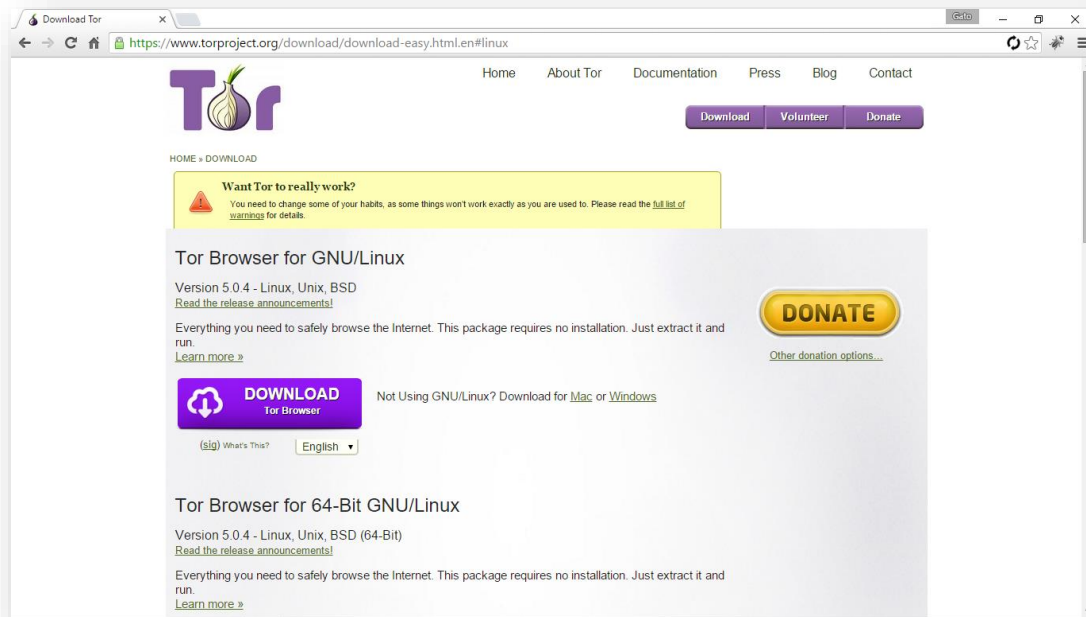 Download Tor
Gato
https://www.torproject.org/download/download-easy.html.en#linux
Tor
Home About Tor Documentation Press Blog Contact
Download Volunteer Donate
HOME » DOWNLOAD
Want Tor to really work?
You need to change some of your habits, as some things won't work exactly as you are used to. Please read the full list of
warnings for details.
Tor Browser for GNU/Linux
Version 5.0.4 - Linux, Unix, BSD
Read the release announcements!
Everything you need to safely browse the Internet. This package requires no installation. Just extract it and
run.
Learn more »
DONATE
Other donation options...
DOWNLOAD
Tor Browser
Not Using GNU/Linux? Download for Mac or Windows
(sig) What's This? English
Tor Browser for 64-Bit GNU/Linux
Version 5.0.4 - Linux, Unix, BSD (64-Bit)
Read the release announcements!
Everything you need to safely browse the Internet. This package requires no installation. Just extract it and
run.
Learn more »